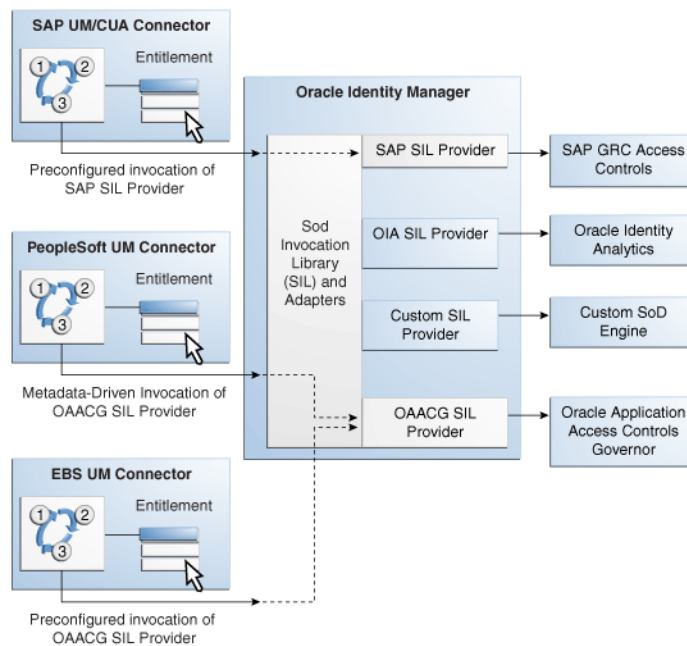 SAP UM/CUA Connector
Entitlement
1
2
3
Preconfigured invocation of
SAP SIL Provider
PeopleSoft UM Connector
Entitlement
1
2
3
Metadata-Driven Invocation of
OAACG SIL Provider
EBS UM Connector
Entitlement
1
2
3
Preconfigured invocation of
OAACG SIL Provider
Oracle Identity Manager
Sod
Invocation
Library
(SIL) and
Adapters
SAP SIL Provider
OIA SIL Provider
Custom SIL
Provider
OAACG SIL
Provider
SAP GRC Access
Controls
Oracle Identity
Analytics
Custom SoD
Engine
Oracle Application
Access Controls
Governor